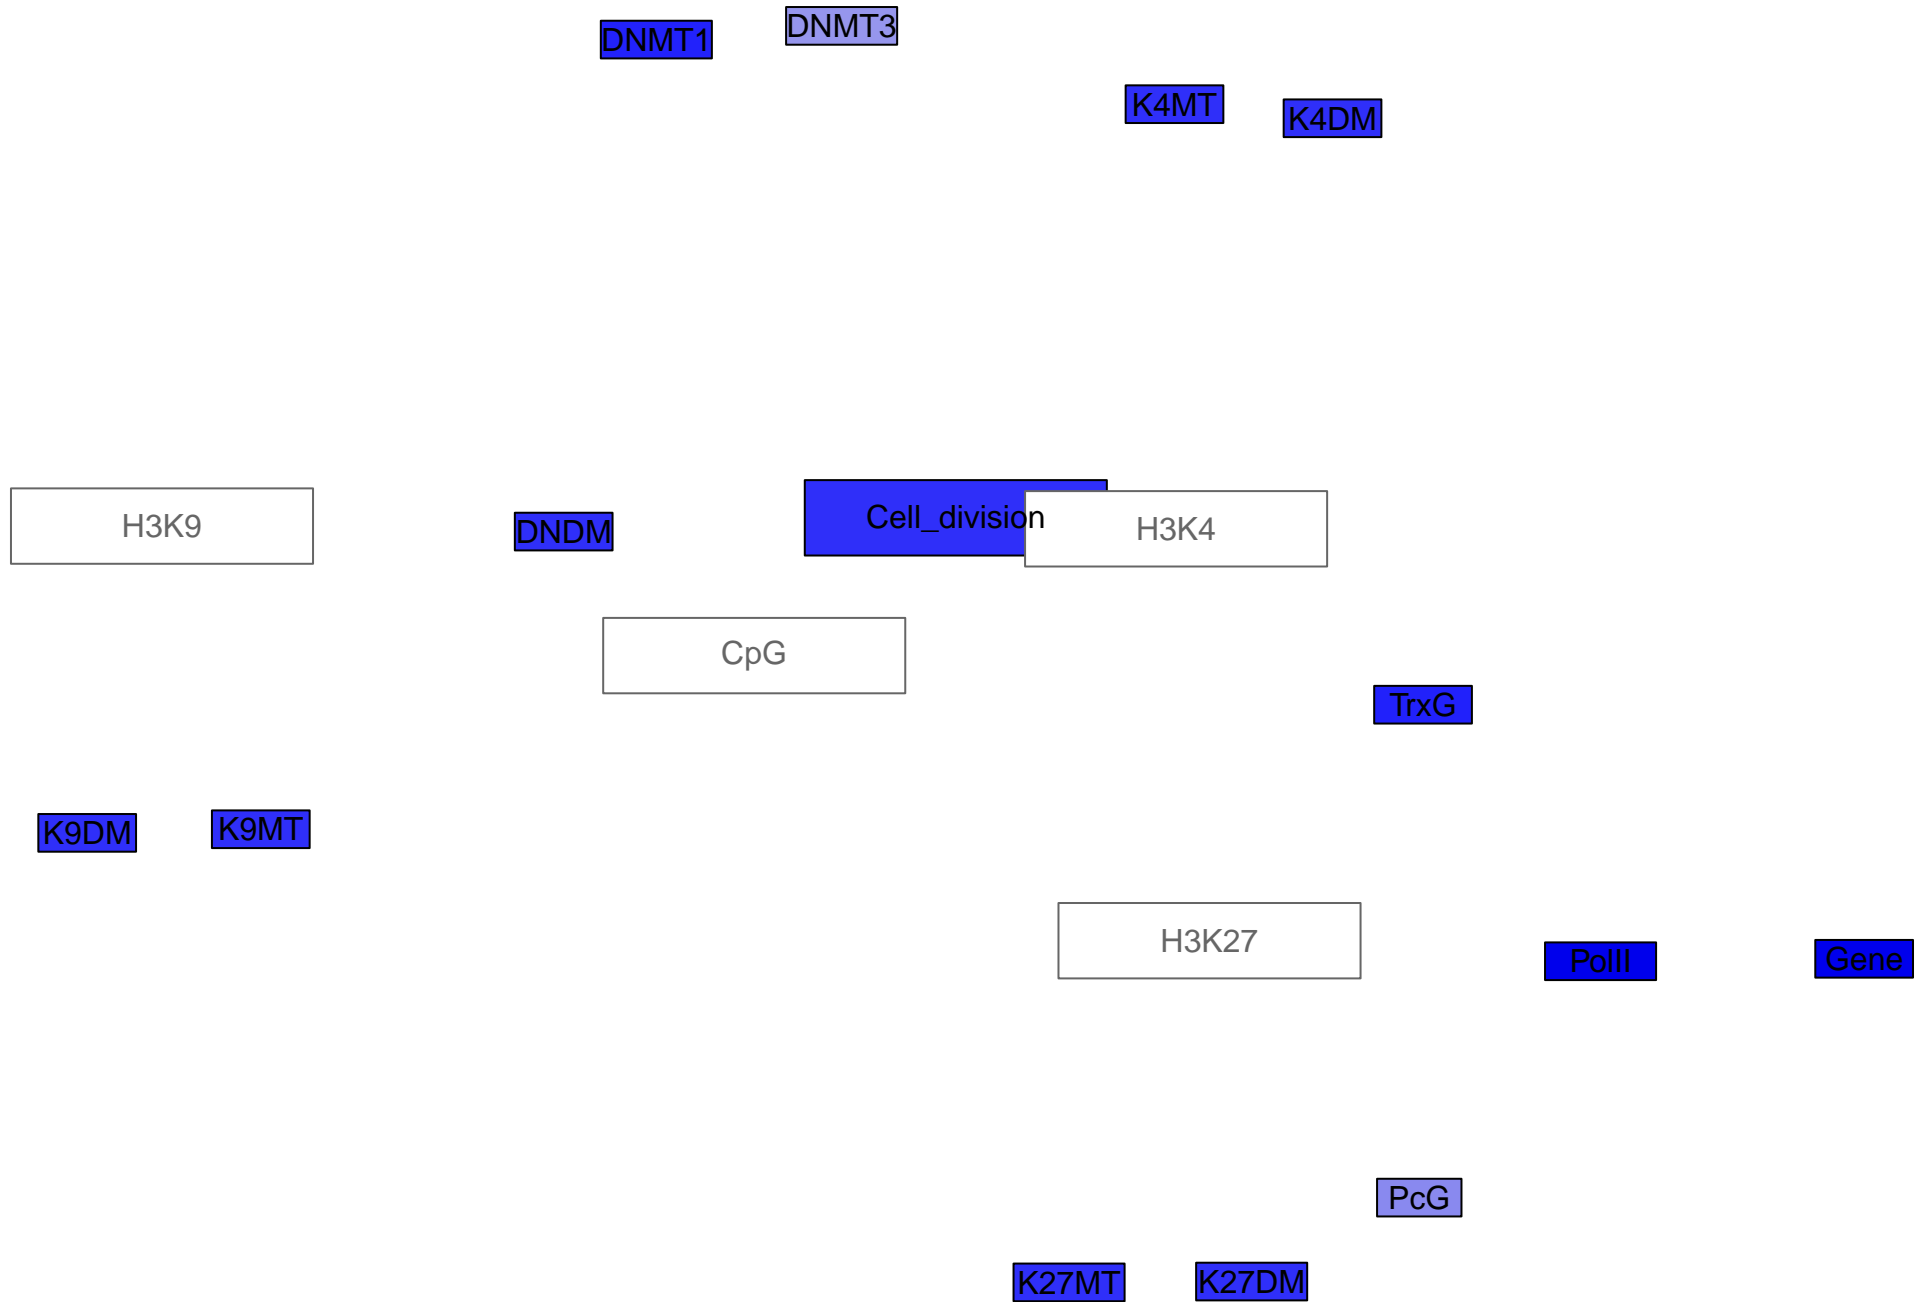 DNMT1
DNMT3
K4MT
K4DM
H3K9
DNDM
Cell_division
H3K4
CpG
TrxG
K9DM
K9MT
H3K27
PolII
Gene
PcG
K27MT
K27DM